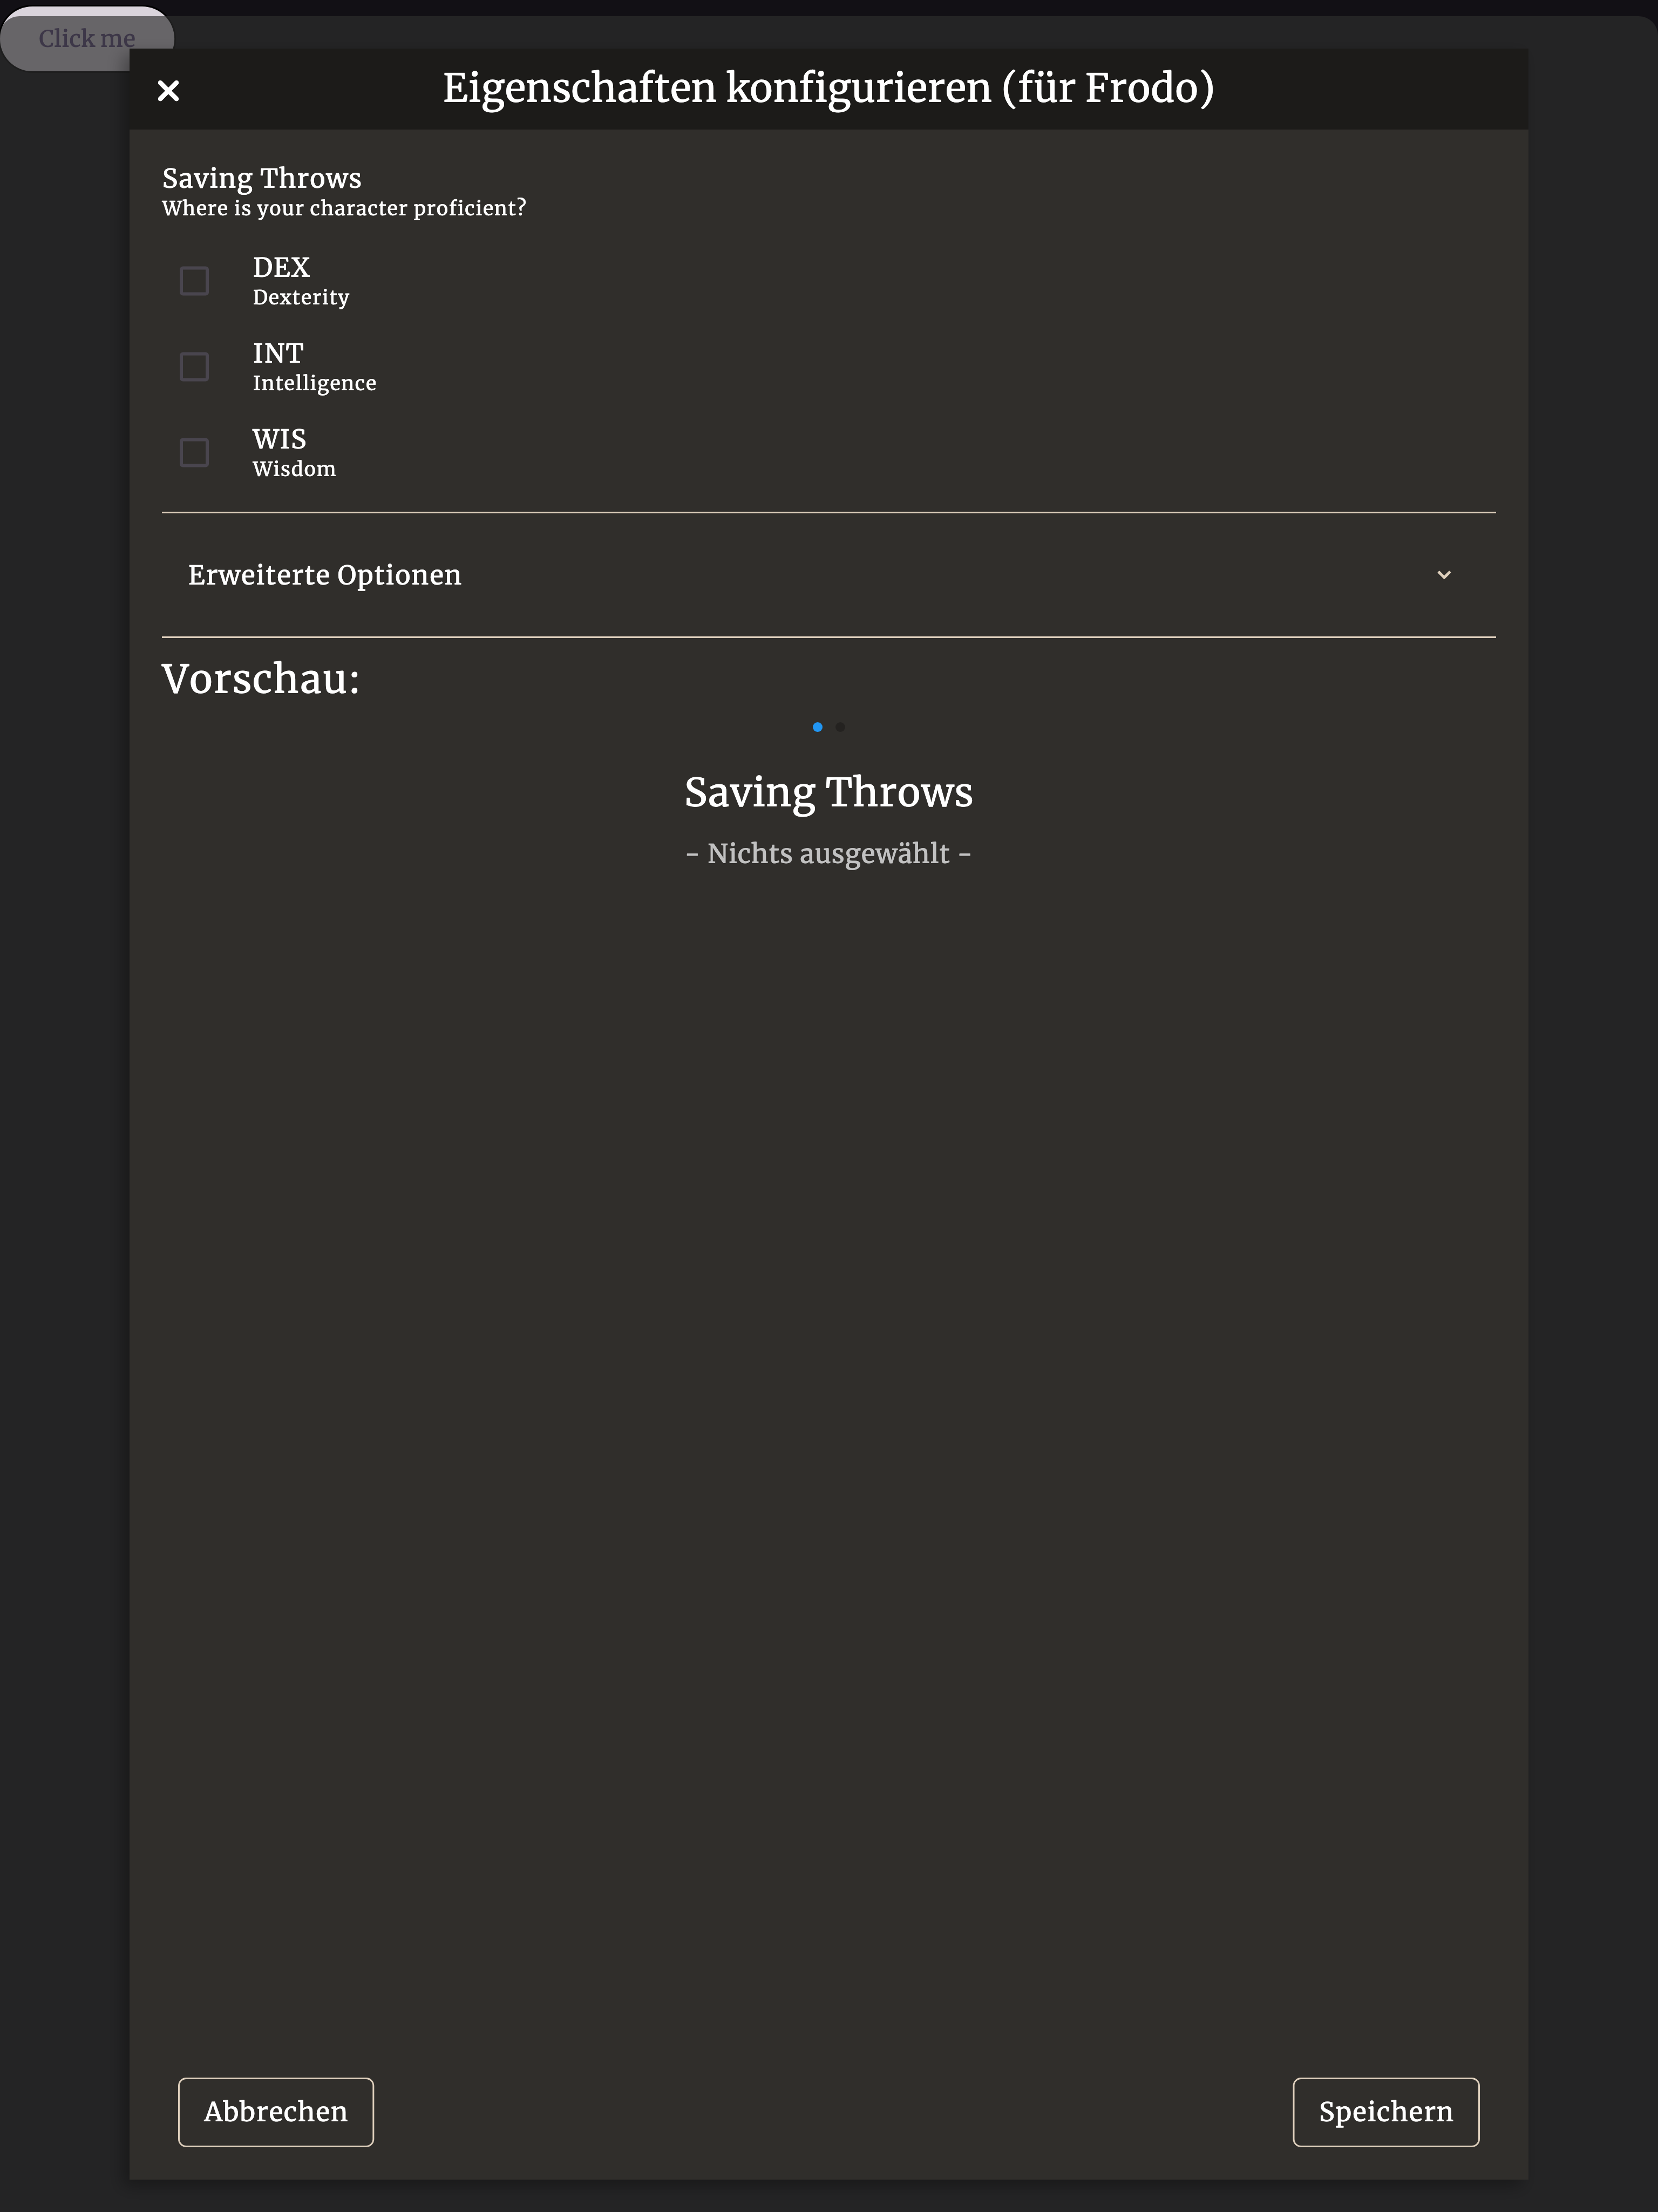 Click me
Eigenschaften konfigurieren (für Frodo)
Saving Throws
Where is your character proficient?
DEX
Dexterity
INT
Intelligence
WIS
Wisdom
Erweiterte Optionen
Vorschau:
Saving Throws
- Nichts ausgewählt -
Abbrechen
Speichern